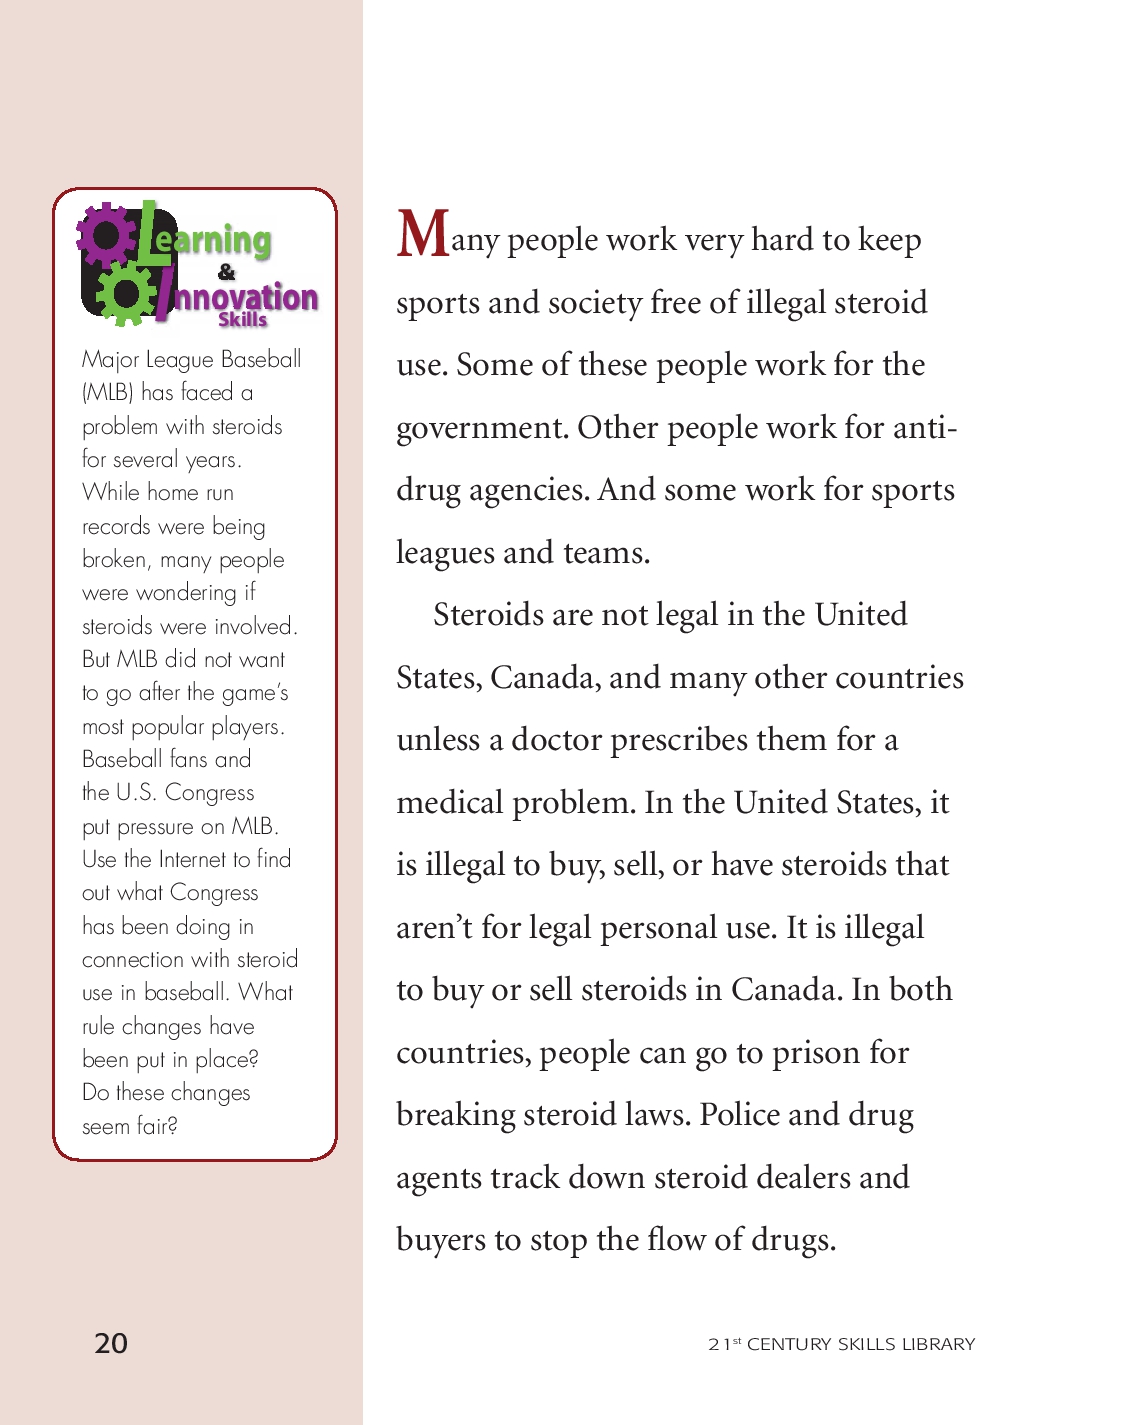 Learning
&
Innovation
Skills
Major League Baseball
(MLB) has faced a
problem with steroids
for several years.
While home run
records were being
broken, many people
were wondering if
steroids were involved.
But MLB did not want
to go after the game's
most popular players.
Baseball fans and
the U.S. Congress
put pressure on MLB.
Use the Internet to find
out what Congress
has been doing in
connection with steroid
use in baseball. What
rule changes have
been put in place?
Do these changes
seem fair?
Many people work very hard to keep
sports and society free of illegal steroid
use. Some of these people work for the
government. Other people work for anti-
drug agencies. And some work for sports
leagues and teams.
Steroids are not legal in the United
States, Canada, and many other countries
unless a doctor prescribes them for a
medical problem. In the United States, it
is illegal to buy, sell, or have steroids that
aren't for legal personal use. It is illegal
to buy or sell steroids in Canada. In both
countries, people can go to prison for
breaking steroid laws. Police and drug
agents track down steroid dealers and
buyers to stop the flow of drugs.
20
21st CENTURY SKILLS LIBRARY